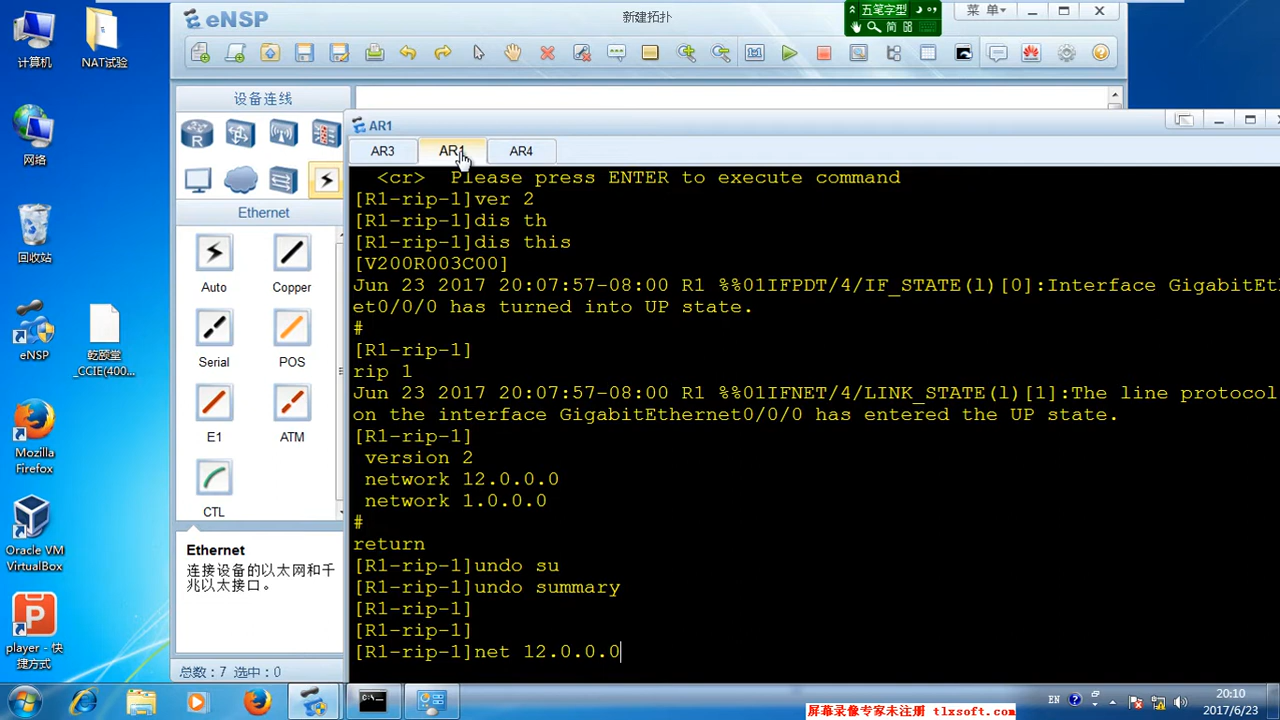 计算机
NAT试验
网络
回收站
eNSP
乾颐堂
_CCIE(400...
Mozilla
Firefox
Oracle VM
VirtualBox
player - 快
捷方式
eNSP
新建拓扑
五笔字型
简
菜 单
1:1
设备连线
R
Ethernet
Auto
Copper
Serial
POS
E1
ATM
CTL
Ethernet
连接设备的以太网和千
兆以太接口。
总数: 7 选中: 0
AR1
AR3
AR1
AR4
<cr> Please press ENTER to execute command
[R1-rip-1]ver 2
[R1-rip-1]dis th
[R1-rip-1]dis this
[V200R003C00]
Jun 23 2017 20:07:57-08:00 R1 %%01IFPDT/4/IF_STATE(l)[0]:Interface GigabitEth
et0/0/0 has turned into UP state.
#
[R1-rip-1]
rip 1
Jun 23 2017 20:07:57-08:00 R1 %%01IFNET/4/LINK_STATE(l)[1]:The line protocol
on the interface GigabitEthernet0/0/0 has entered the UP state.
[R1-rip-1]
version 2
network 12.0.0.0
network 1.0.0.0
#
return
[R1-rip-1]undo su
[R1-rip-1]undo summary
[R1-rip-1]
[R1-rip-1]
[R1-rip-1]net 12.0.0.0
EN
20:10
2017/6/23
屏幕录像专家未注册 tlxsoft.com